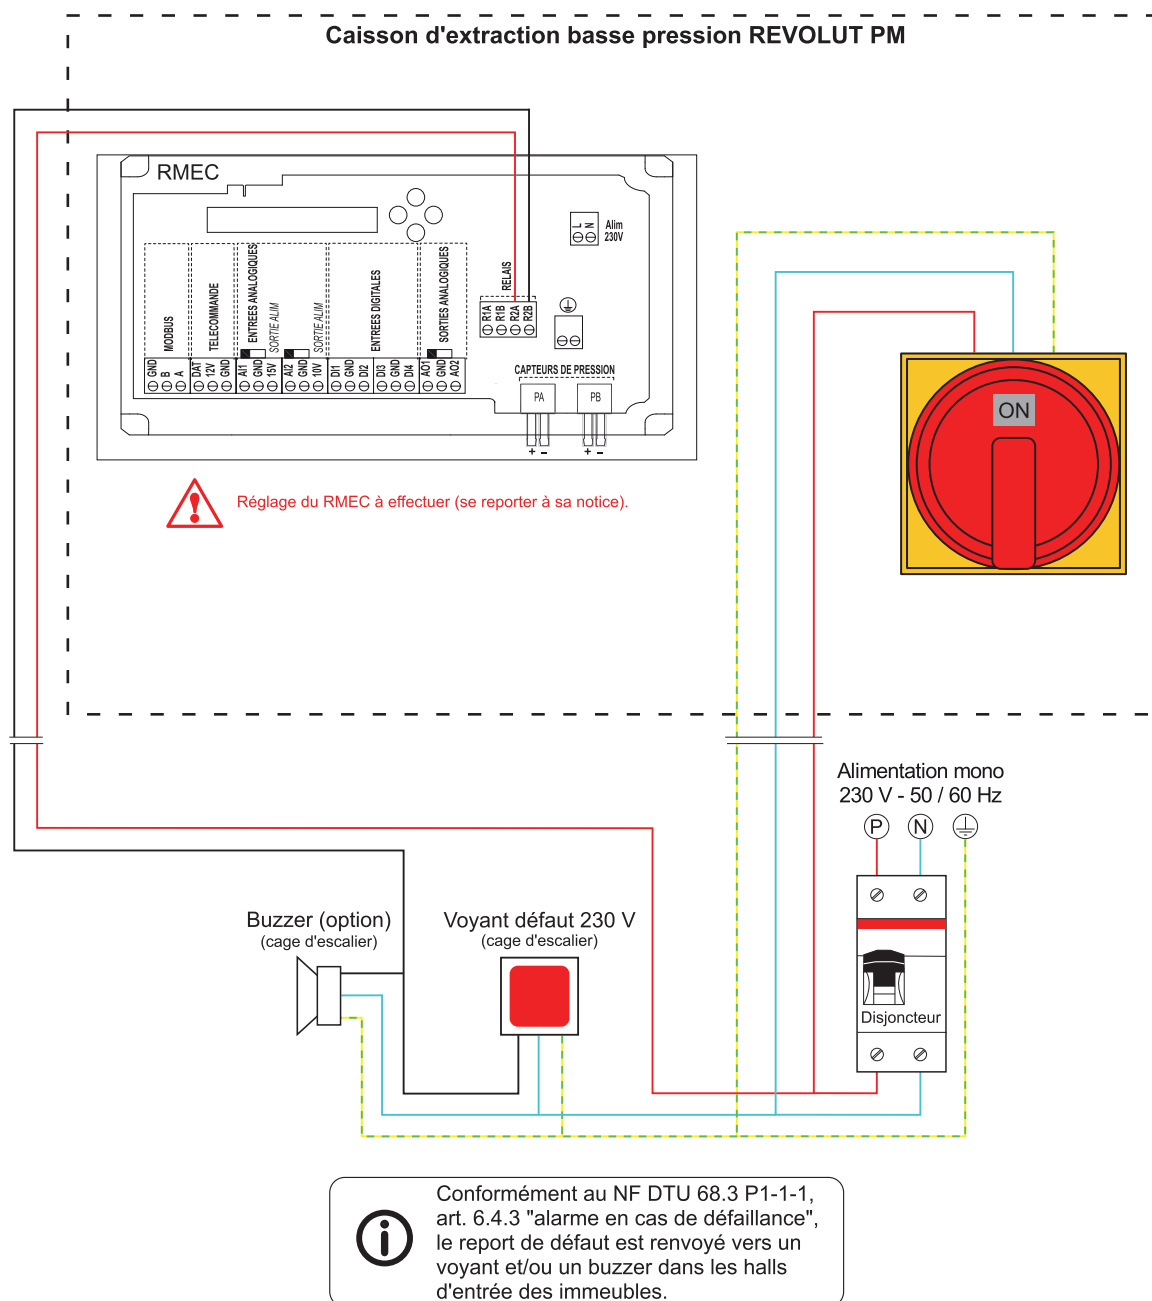 Caisson d'extraction basse pression REVOLUT PM
RMEC
L
N
Alim
230V
MODBUS
TELECOMMANDE
ENTREES ANALOGIQUES
SORTIE ALIM
SORTIE ALIM
ENTREES DIGITALES
SORTIES ANALOGIQUES
RELAIS
R1A
R1B
R2A
R2B
GND
B
A
DAT
12V
GND
AI1
GND
15V
AI2
GND
10V
DI1
GND
DI2
DI3
GND
DI4
AO1
GND
AO2
CAPTEURS DE PRESSION
PA
PB
+ -
+ -
ON
Réglage du RMEC à effectuer (se reporter à sa notice).
Alimentation mono
230 V - 50 / 60 Hz
P
N
Buzzer (option)
(cage d'escalier)
Voyant défaut 230 V
(cage d'escalier)
Disjoncteur
Conformément au NF DTU 68.3 P1-1-1,
art. 6.4.3 "alarme en cas de défaillance",
le report de défaut est renvoyé vers un
voyant et/ou un buzzer dans les halls
d'entrée des immeubles.